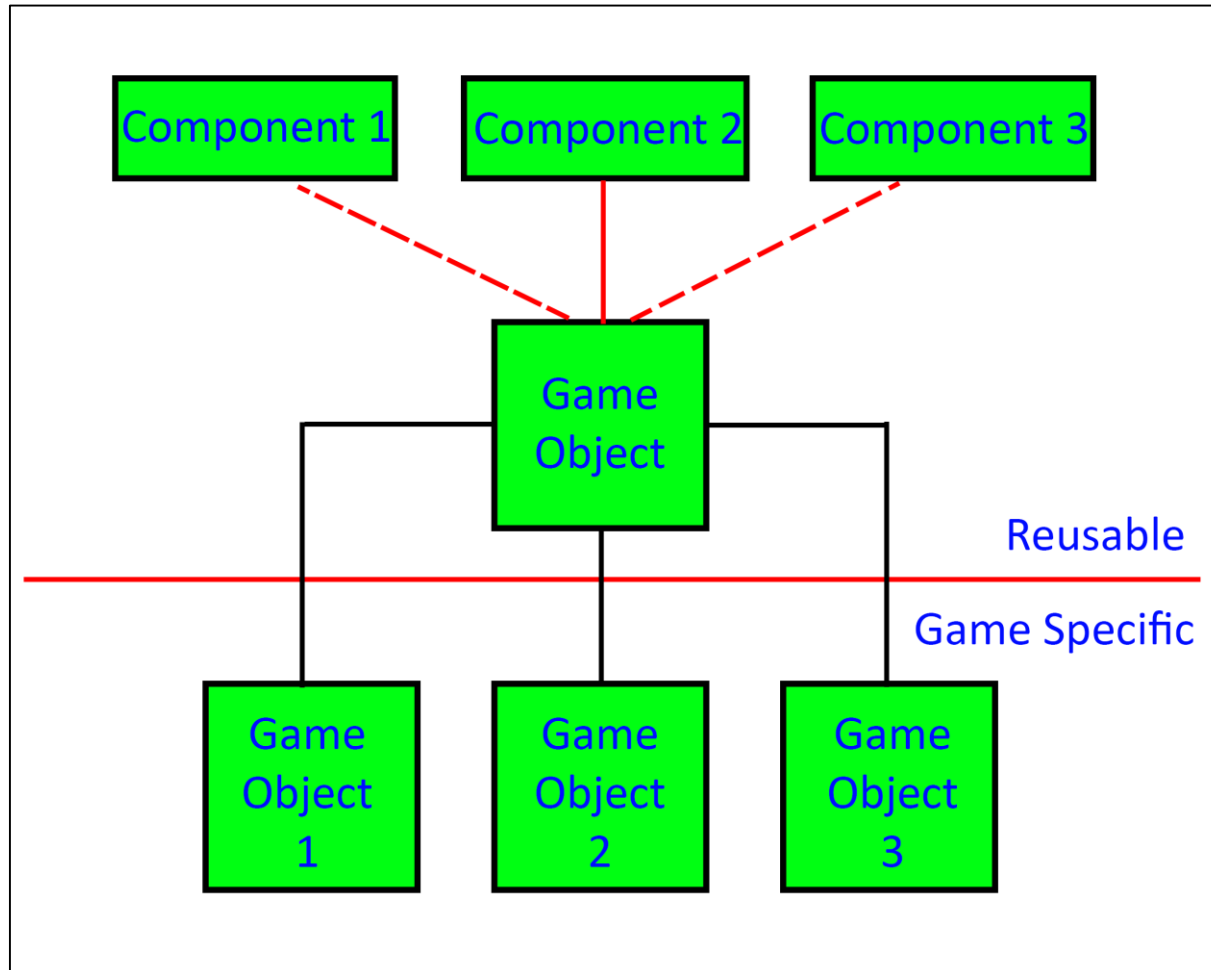 Component 1
Component 2
Component 3
Game
Object
Reusable
Game Specific
Game
Object
1
Game
Object
2
Game
Object
3